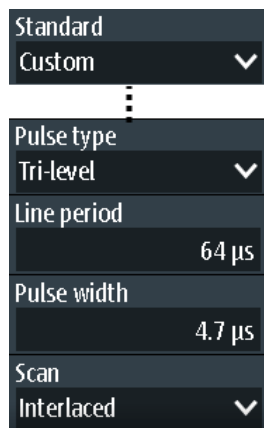 Standard
Custom
Pulse type
Tri-level
Line period
64 µs
Pulse width
4.7 µs
Scan
Interlaced